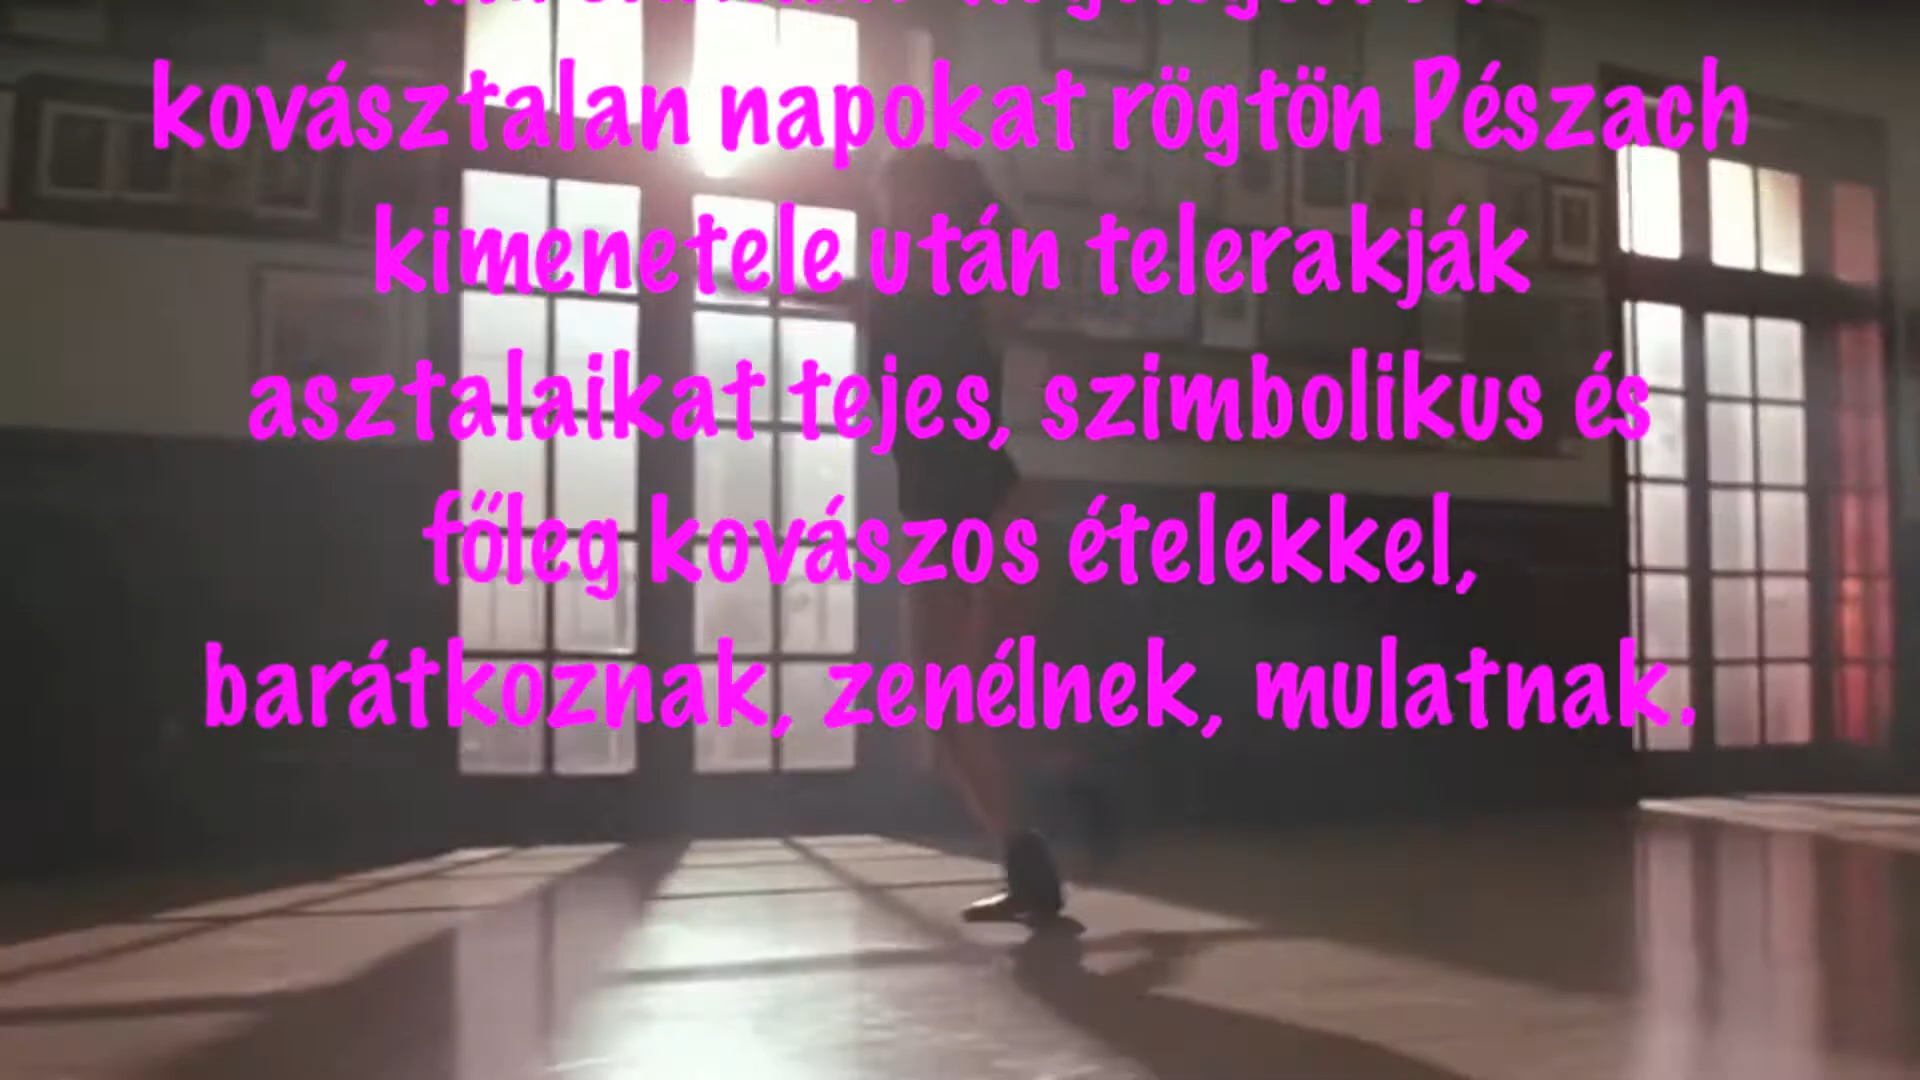 kovásztalan napokat rögtön Pészach
kimenetele után telerakják
asztalaikat tejes, szimbolikus és
főleg kovászos ételekkel,
barátkoznak, zenélnek, mulatnak.